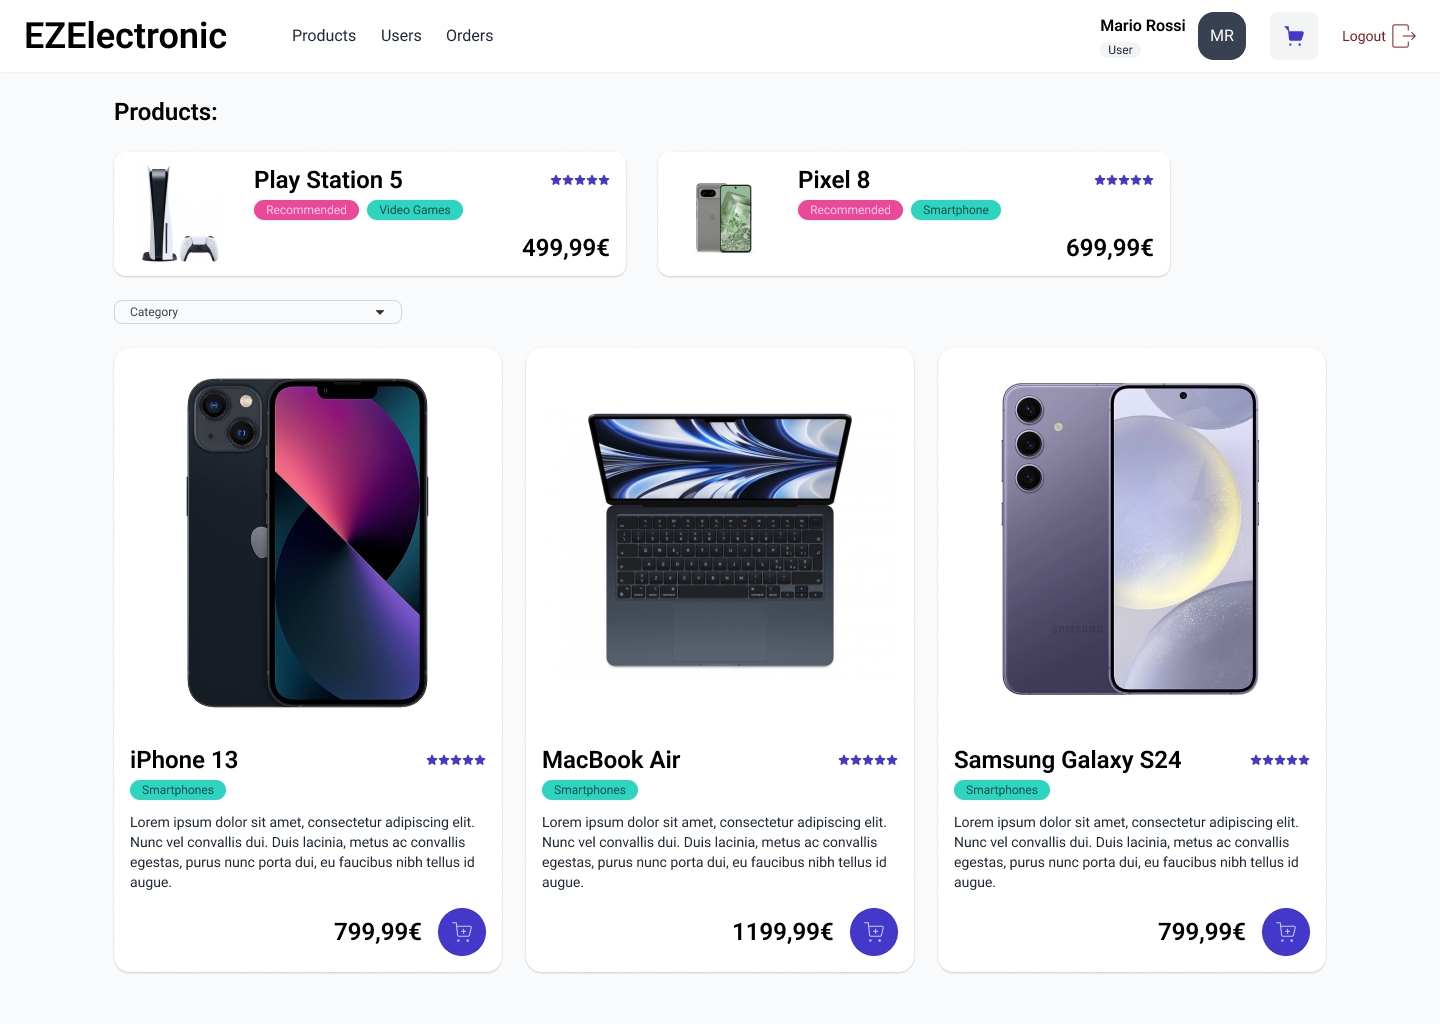 EZElectronic
Products
Users
Orders
Mario Rossi
User
MR
Logout
Products:
Play Station 5
Recommended
Video Games
499,99€
Pixel 8
Recommended
Smartphone
699,99€
Category
iPhone 13
Smartphones
Lorem ipsum dolor sit amet, consectetur adipiscing elit.
Nunc vel convallis dui. Duis lacinia, metus ac convallis
egestas, purus nunc porta dui, eu faucibus nibh tellus id
augue.
799,99€
MacBook Air
Smartphones
Lorem ipsum dolor sit amet, consectetur adipiscing elit.
Nunc vel convallis dui. Duis lacinia, metus ac convallis
egestas, purus nunc porta dui, eu faucibus nibh tellus id
augue.
1199,99€
SAMSUNG
Samsung Galaxy S24
Smartphones
Lorem ipsum dolor sit amet, consectetur adipiscing elit.
Nunc vel convallis dui. Duis lacinia, metus ac convallis
egestas, purus nunc porta dui, eu faucibus nibh tellus id
augue.
799,99€